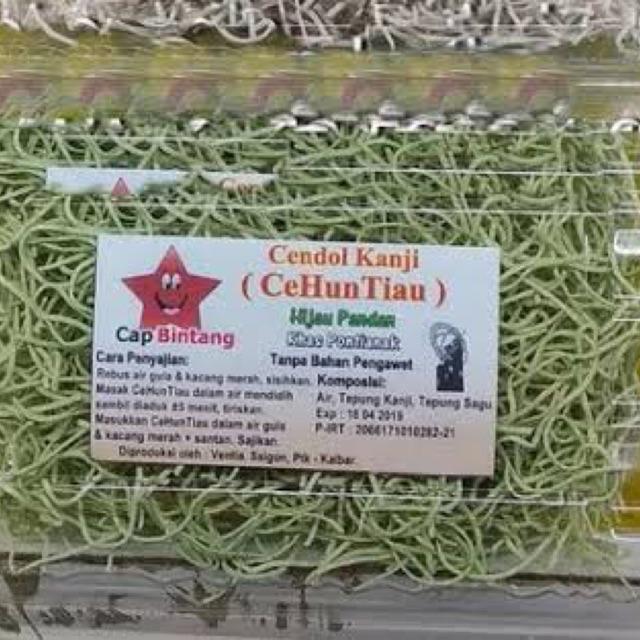 Cendol Kanji
( CeHunTiau )
Hijau Pandan
Khas Pontianak
Cap Bintang
Tanpa Bahan Pengawet
Cara Penyajian:
Rebus air gula & kacang merah, sisihkan.
Masak CeHunTiau dalam air mendidih
sambil diaduk ±5 menit, tiriskan.
Masukkan CeHunTiau dalam air gula
& kacang merah + santan, Sajikan.
Komposisi:
Air, Tepung Kanji, Tepung Sagu
Exp : 16 04 2019
P-IRT : 2066171010282-21
Diproduksi oleh : Ventia Saigon, Ptk - Kalbar.